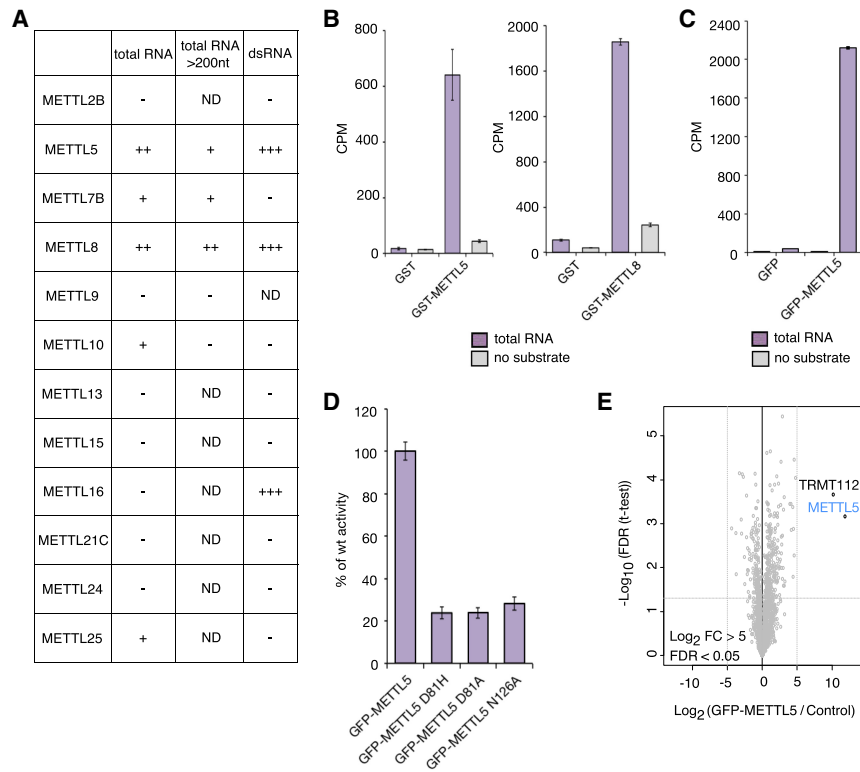 A
total RNA
total RNA >200nt
dsRNA
METTL2B - ND -
METTL5 ++ + +++
METTL7B + + -
METTL8 ++ ++ +++
METTL9 - - ND
METTL10 + - -
METTL13 - ND -
METTL15 - ND -
METTL16 - ND +++
METTL21C - ND -
METTL24 - ND -
METTL25 + ND -
B
CPM
800
600
400
200
0
GST
GST-METTL5
CPM
2000
1600
1200
800
400
0
GST
GST-METTL8
total RNA
no substrate
C
CPM
2400
2000
1600
1200
800
400
0
GFP
GFP-METTL5
total RNA
no substrate
D
% of wt activity
120
100
80
60
40
20
0
GFP-METTL5
GFP-METTL5 D81H
GFP-METTL5 D81A
GFP-METTL5 N126A
E
-Log10 (FDR (t-test))
5
4
3
2
1
0
TRMT112
METTL5
Log2 FC > 5
FDR < 0.05
-10 -5 0 5 10
Log2 (GFP-METTL5 / Control)